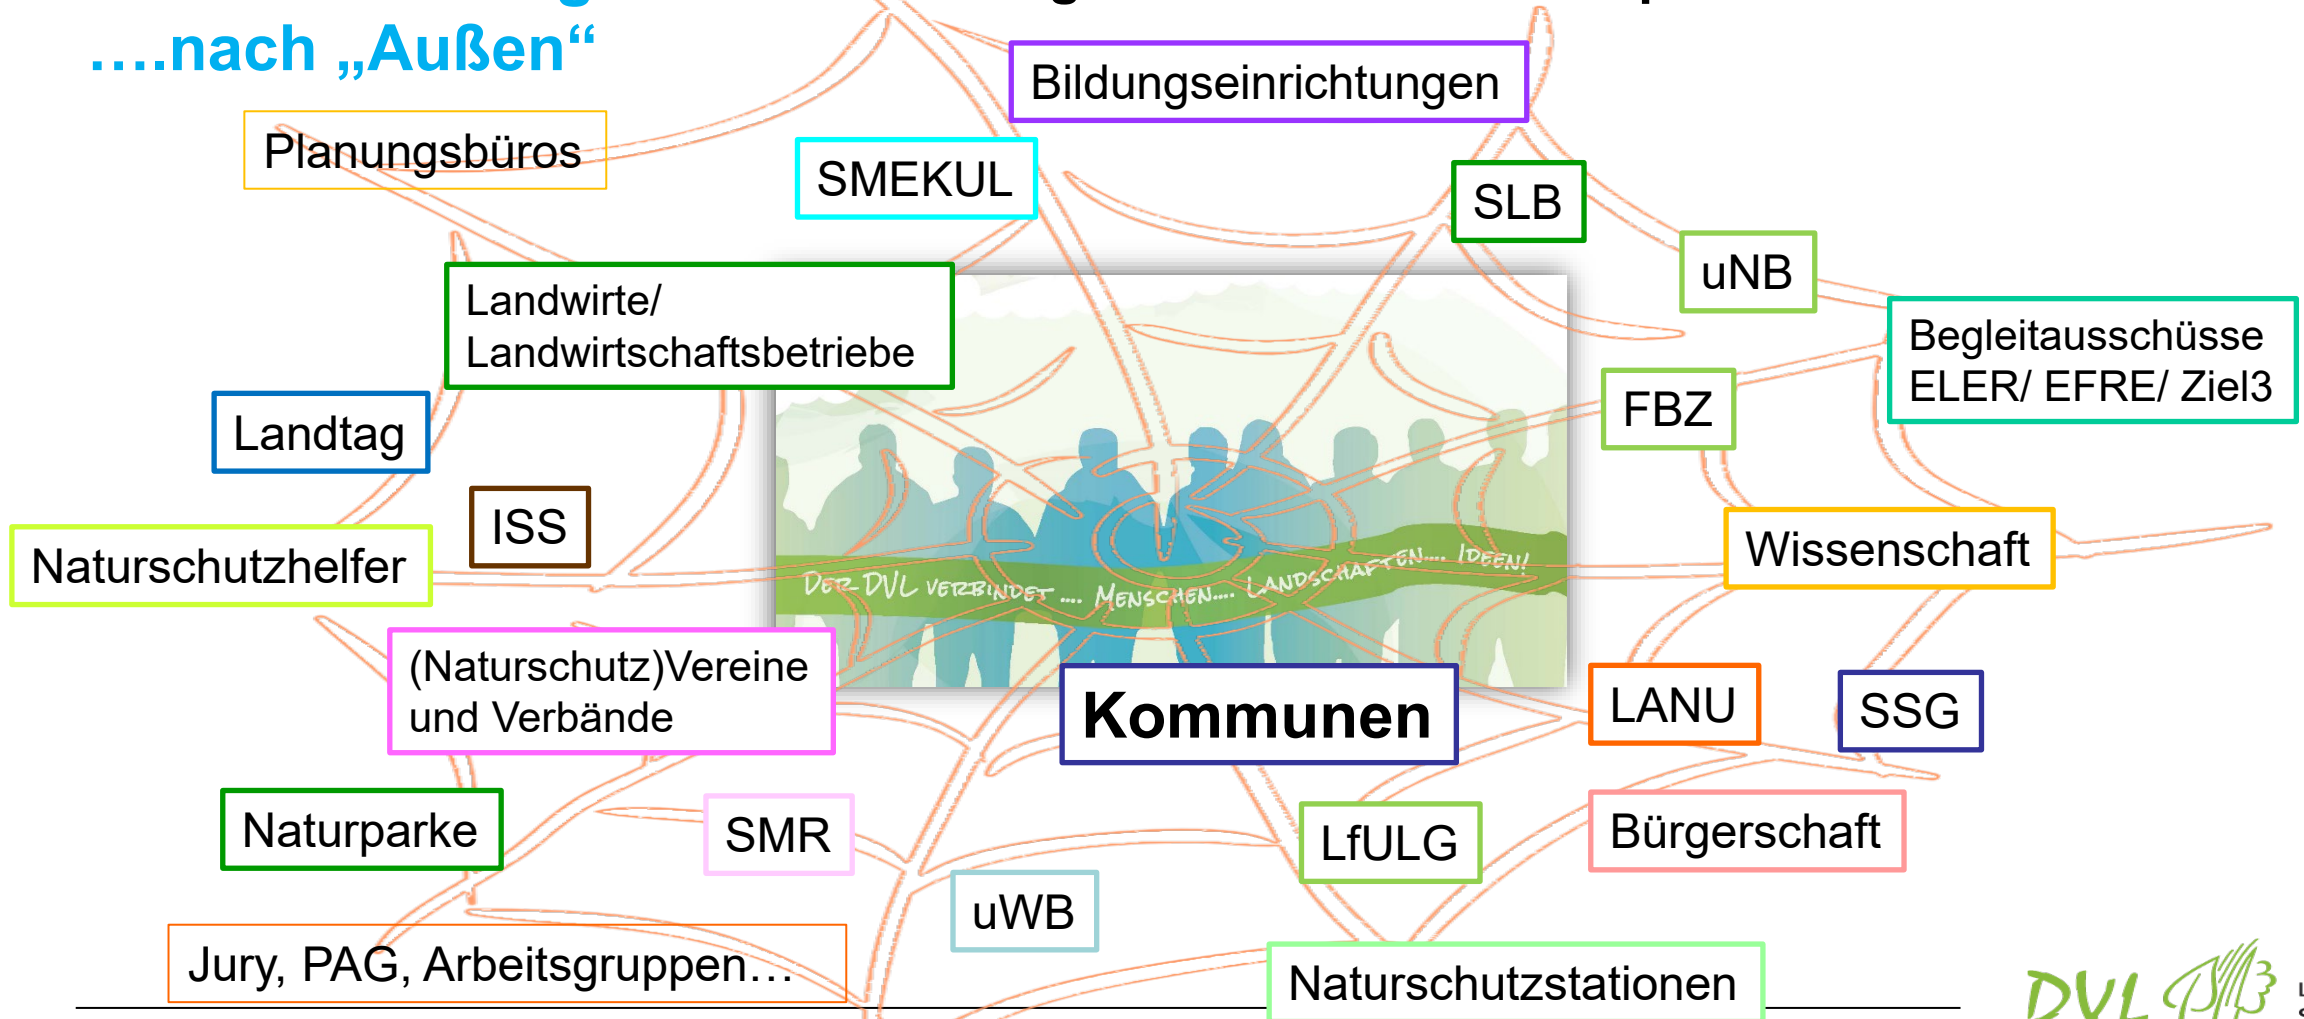 ….nach „Außen“
Bildungseinrichtungen
Planungsbüros
SMEKUL
SLB
uNB
Landwirte/
Landwirtschaftsbetriebe
Begleitausschüsse
ELER/ EFRE/ Ziel3
FBZ
Landtag
ISS
Naturschutzhelfer
Wissenschaft
DER DVL VERBINDET .... MENSCHEN.... LANDSCHAFTEN.... IDEEN!
(Naturschutz)Vereine
und Verbände
Kommunen
LANU
SSG
Naturparke
SMR
LfULG
Bürgerschaft
uWB
Jury, PAG, Arbeitsgruppen…
Naturschutzstationen
DVL